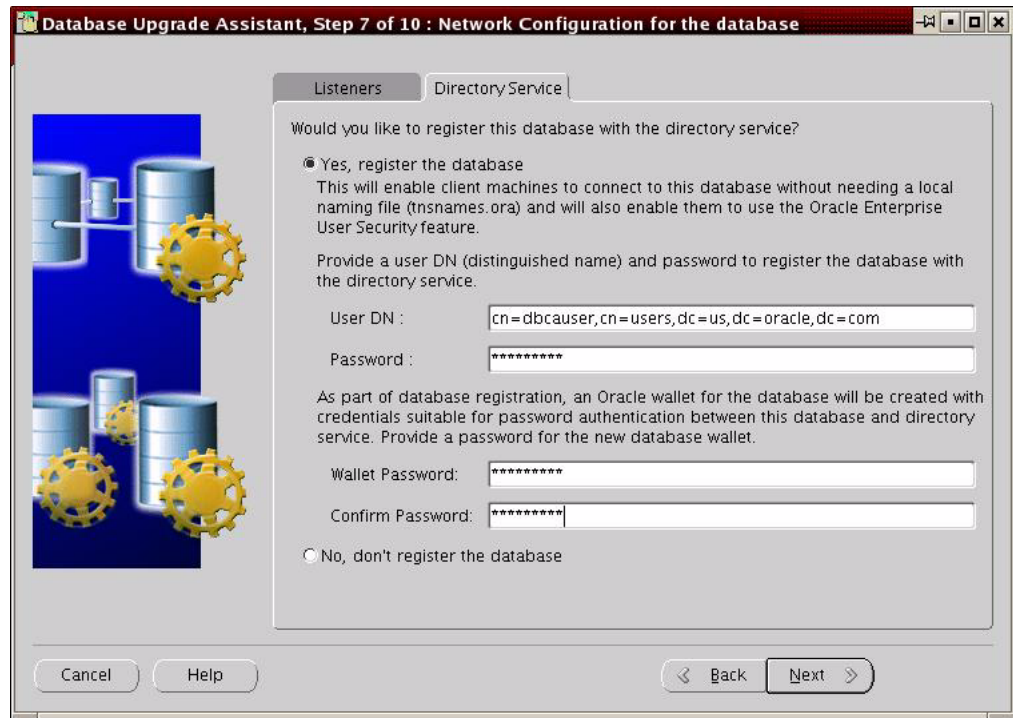 Database Upgrade Assistant, Step 7 of 10 : Network Configuration for the database
Listeners
Directory Service
Would you like to register this database with the directory service?
Yes, register the database
This will enable client machines to connect to this database without needing a local
naming file (tnsnames.ora) and will also enable them to use the Oracle Enterprise
User Security feature.
Provide a user DN (distinguished name) and password to register the database with
the directory service.
User DN : cn=dbcauser,cn=users,dc=us,dc=oracle,dc=com
Password : *********
As part of database registration, an Oracle wallet for the database will be created with
credentials suitable for password authentication between this database and directory
service. Provide a password for the new database wallet.
Wallet Password: *********
Confirm Password: *********
No, don't register the database
Cancel
Help
Back
Next